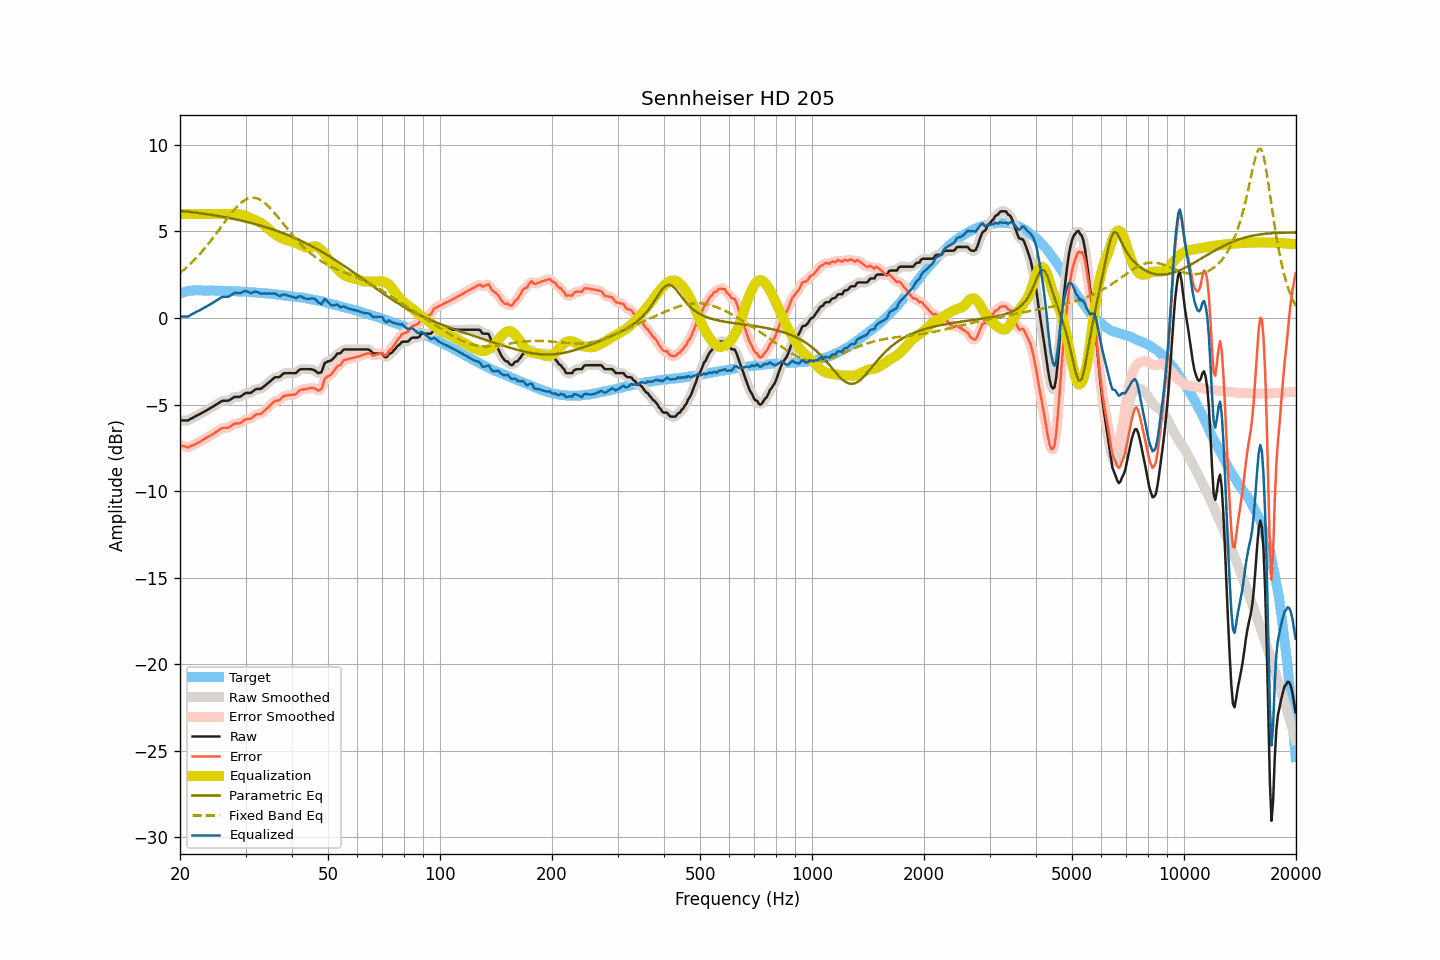 Sennheiser HD 205
10
5
0
−5
−10
−15
−20
−25
−30
Amplitude (dBr)
Target
Raw Smoothed
Error Smoothed
Raw
Error
Equalization
Parametric Eq
Fixed Band Eq
Equalized
20 50 100 200 500 1000 2000 5000 10000 20000
Frequency (Hz)